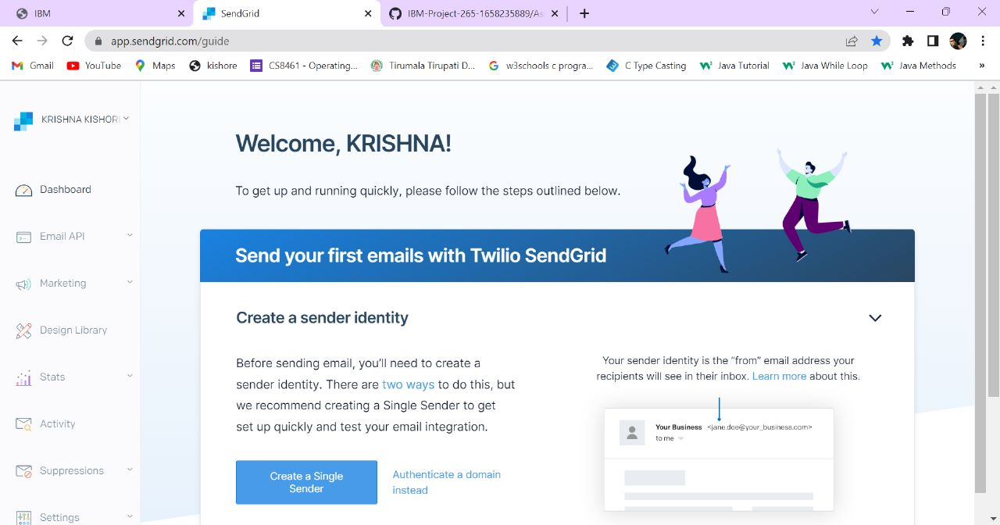 IBM
SendGrid
IBM-Project-265-1658235889/As
app.sendgrid.com/guide
Gmail
YouTube
Maps
kishore
CS8461 - Operating...
Tirumala Tirupati D...
w3schools c progra...
C Type Casting
Java Tutorial
Java While Loop
Java Methods
»
KRISHNA KISHOR
Dashboard
Email API
Marketing
Design Library
Stats
Activity
Suppressions
Settings
Welcome, KRISHNA!
To get up and running quickly, please follow the steps outlined below.
Send your first emails with Twilio SendGrid
Create a sender identity
Before sending email, you’ll need to create a
sender identity. There are two ways to do this, but
we recommend creating a Single Sender to get
set up quickly and test your email integration.
Create a Single
Sender
Authenticate a domain
instead
Your sender identity is the “from” email address your
recipients will see in their inbox. Learn more about this.
Your Business <jane.doe@your_business.com>
to me